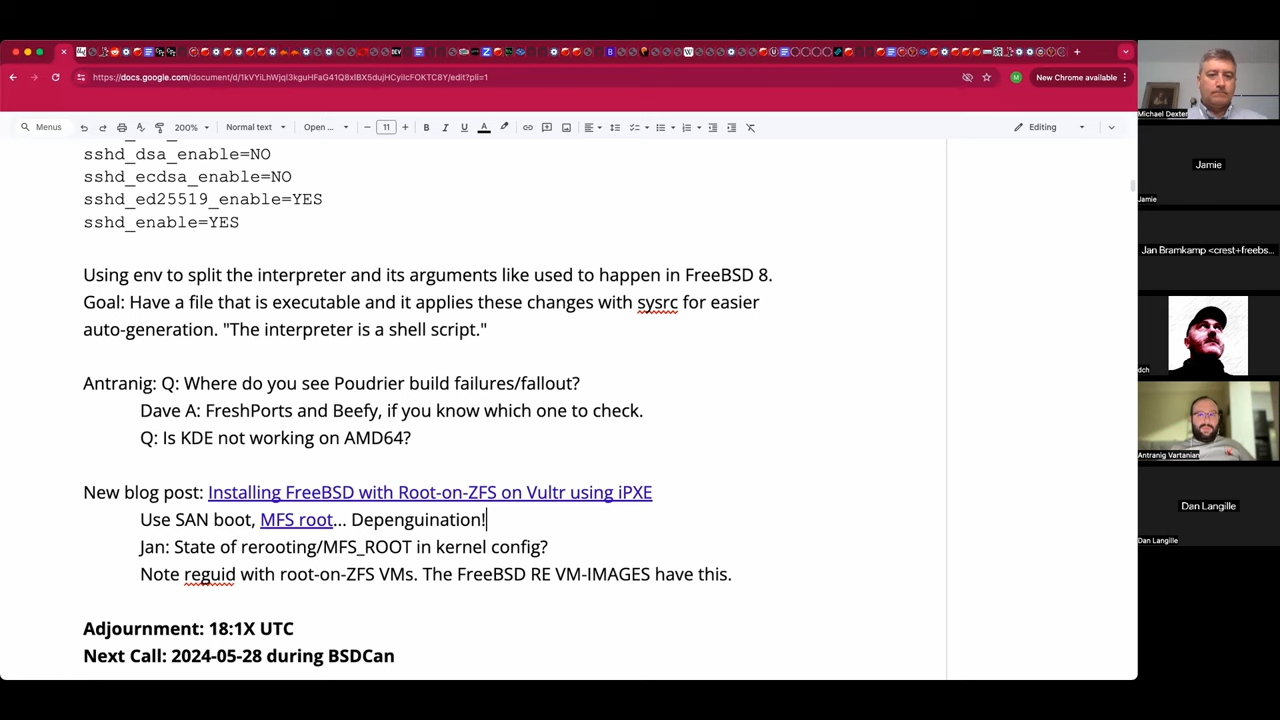 https://docs.google.com/document/d/1kVYiLhWjqI3kguHFaG41Q8xIBX5dujHCyiIcFOKTC8Y/edit?pli=1
New Chrome available
Menus
200%
Normal text
Open ...
11
Editing
sshd_dsa_enable=NO
sshd_ecdsa_enable=NO
sshd_ed25519_enable=YES
sshd_enable=YES
Using env to split the interpreter and its arguments like used to happen in FreeBSD 8.
Goal: Have a file that is executable and it applies these changes with sysrc for easier
auto-generation. "The interpreter is a shell script."
Antranig: Q: Where do you see Poudrier build failures/fallout?
Dave A: FreshPorts and Beefy, if you know which one to check.
Q: Is KDE not working on AMD64?
New blog post: Installing FreeBSD with Root-on-ZFS on Vultr using iPXE
Use SAN boot, MFS root... Depenguination!
Jan: State of rerooting/MFS_ROOT in kernel config?
Note reguid with root-on-ZFS VMs. The FreeBSD RE VM-IMAGES have this.
Adjournment: 18:1X UTC
Next Call: 2024-05-28 during BSDCan
Michael Dexter
Jamie
Jamie
Jan Bramkamp <crest+freebs...
dch
Antranig Vartanian
Dan Langille
Dan Langille